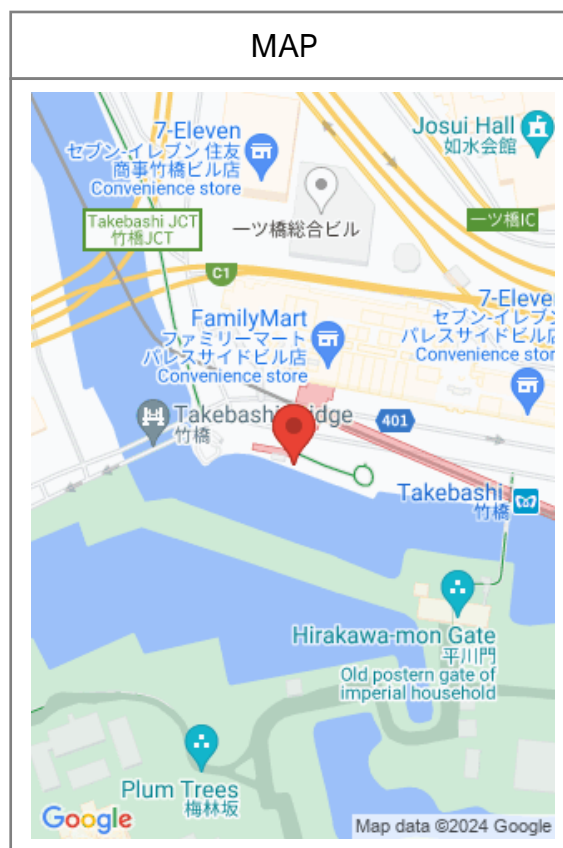 MAP
7-Eleven
セブン-イレブン 住友
商事竹橋ビル店
Convenience store
Josui Hall
如水会館
Takebashi JCT
竹橋JCT
一ツ橋総合ビル
一ツ橋IC
C1
FamilyMart
ファミリーマート
パレスサイドビル店
Convenience store
7-Eleven
セブン-イレブン
パレスサイドビル店
Convenience stor
Takebashi
idge
竹橋
401
Takebashi
竹橋
Hirakawa-mon Gate
平川門
Old postern gate of
imperial household
Plum Trees
梅林坂
Google
Map data ©2024 Google